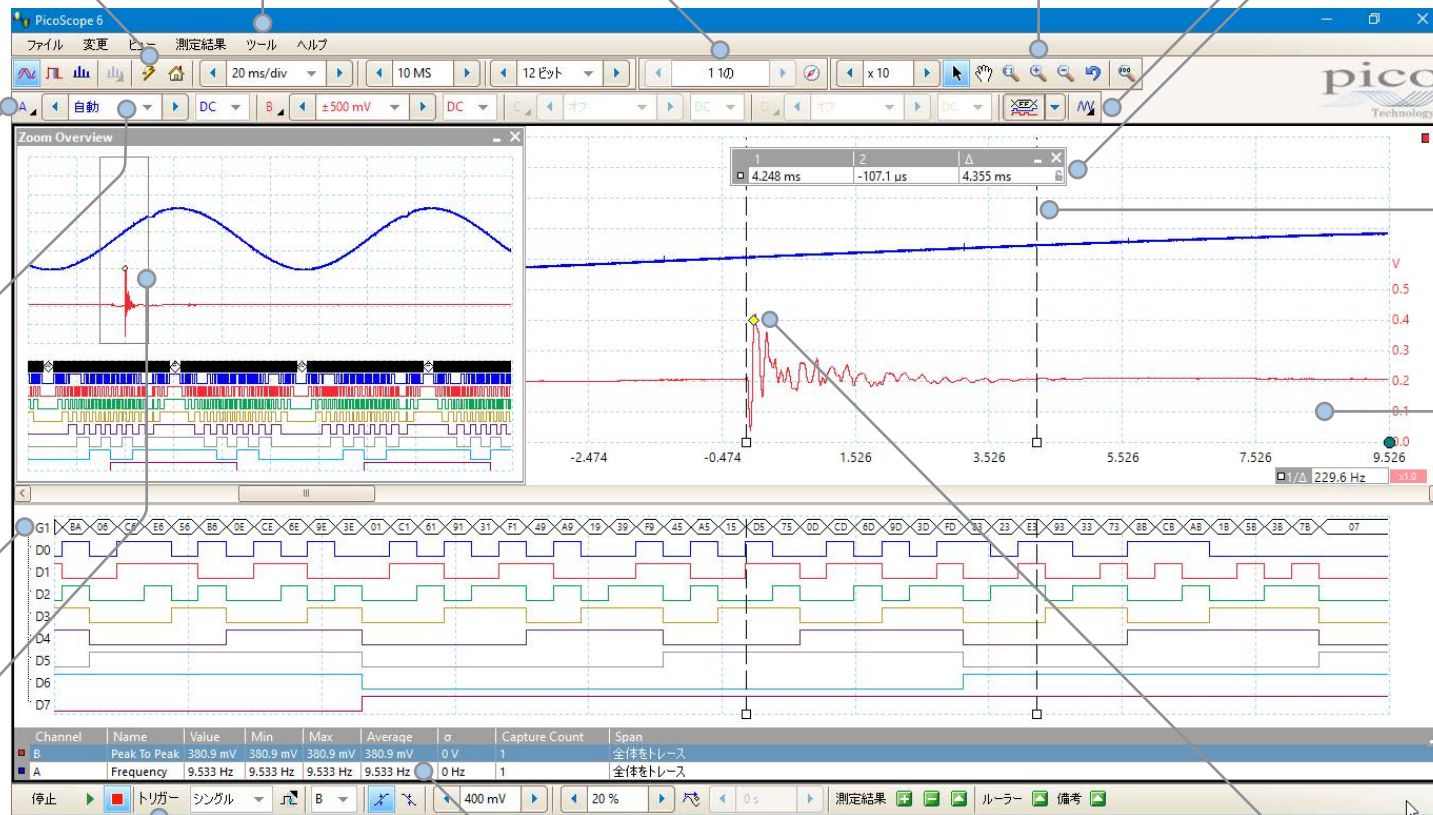 PicoScope 6
ファイル 変更 ビュー 測定結果 ツール ヘルプ
20 ms/div 10 MS 12 ビット 1 1の x 10
pico
Technology
A 自動 DC B ±500 mV DC オフ DC オフ DC
Zoom Overview
1 2 Δ
4.248 ms -107.1 µs 4.355 ms
V
0.5
0.4
0.3
0.2
0.1
0.0
-2.474 -0.474 1.526 3.526 5.526 7.526 9.526
1/Δ 229.6 Hz x1.0
G1 BA 06 C6 E6 56 B6 0E CE 6E 9E 3E 01 C1 61 91 31 F1 49 A9 19 39 F9 45 A5 15 D5 75 0D CD 6D 9D 3D FD 23 E3 93 33 73 8B CB AB 1B 5B 3B 7B 07
D0
D1
D2
D3
D4
D5
D6
D7
Channel Name Value Min Max Average σ Capture Count Span
B Peak To Peak 380.9 mV 380.9 mV 380.9 mV 380.9 mV 0 V 1 全体をトレース
A Frequency 9.533 Hz 9.533 Hz 9.533 Hz 9.533 Hz 0 Hz 1 全体をトレース
停止 トリガー シングル B 400 mV 20 % 0 s 測定結果 ルーラー 備考